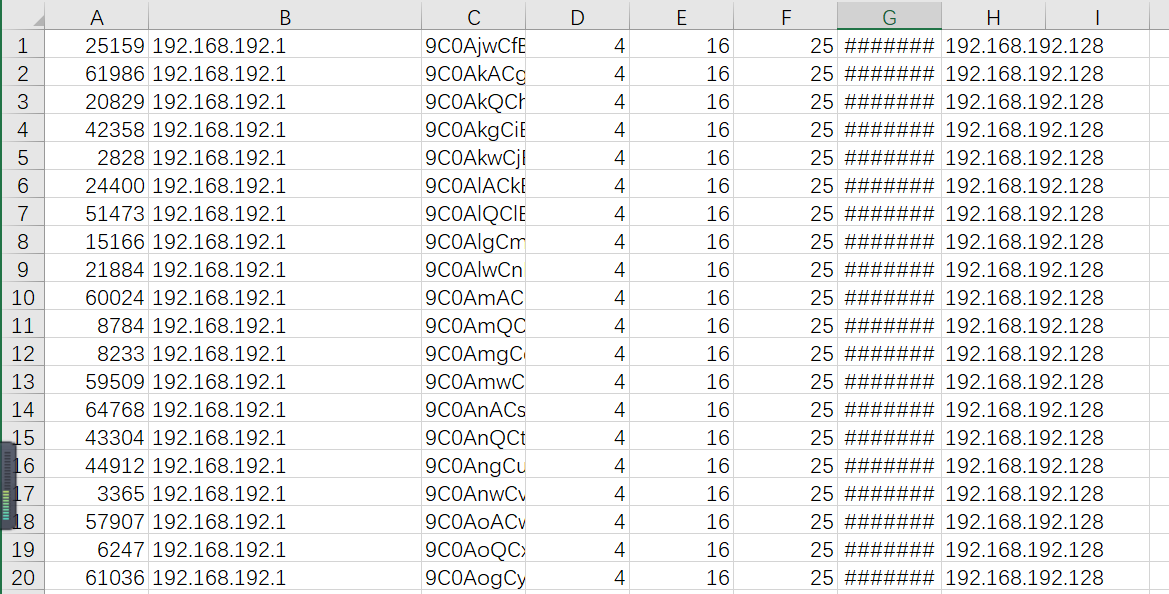 A B C D E F G H I
1 25159 192.168.192.1 9C0AjwCfE 4 16 25 ####### 192.168.192.128
2 61986 192.168.192.1 9C0AkACg 4 16 25 ####### 192.168.192.128
3 20829 192.168.192.1 9C0AkQCh 4 16 25 ####### 192.168.192.128
4 42358 192.168.192.1 9C0AkgCiE 4 16 25 ####### 192.168.192.128
5 2828 192.168.192.1 9C0AkwCjE 4 16 25 ####### 192.168.192.128
6 24400 192.168.192.1 9C0AlACkE 4 16 25 ####### 192.168.192.128
7 51473 192.168.192.1 9C0AlQClE 4 16 25 ####### 192.168.192.128
8 15166 192.168.192.1 9C0AlgCm 4 16 25 ####### 192.168.192.128
9 21884 192.168.192.1 9C0AlwCn 4 16 25 ####### 192.168.192.128
10 60024 192.168.192.1 9C0AmAC 4 16 25 ####### 192.168.192.128
11 8784 192.168.192.1 9C0AmQC 4 16 25 ####### 192.168.192.128
12 8233 192.168.192.1 9C0AmgC 4 16 25 ####### 192.168.192.128
13 59509 192.168.192.1 9C0AmwC 4 16 25 ####### 192.168.192.128
14 64768 192.168.192.1 9C0AnACs 4 16 25 ####### 192.168.192.128
15 43304 192.168.192.1 9C0AnQCt 4 16 25 ####### 192.168.192.128
16 44912 192.168.192.1 9C0AngCu 4 16 25 ####### 192.168.192.128
17 3365 192.168.192.1 9C0AnwCv 4 16 25 ####### 192.168.192.128
18 57907 192.168.192.1 9C0AoACw 4 16 25 ####### 192.168.192.128
19 6247 192.168.192.1 9C0AoQCx 4 16 25 ####### 192.168.192.128
20 61036 192.168.192.1 9C0AogCy 4 16 25 ####### 192.168.192.128